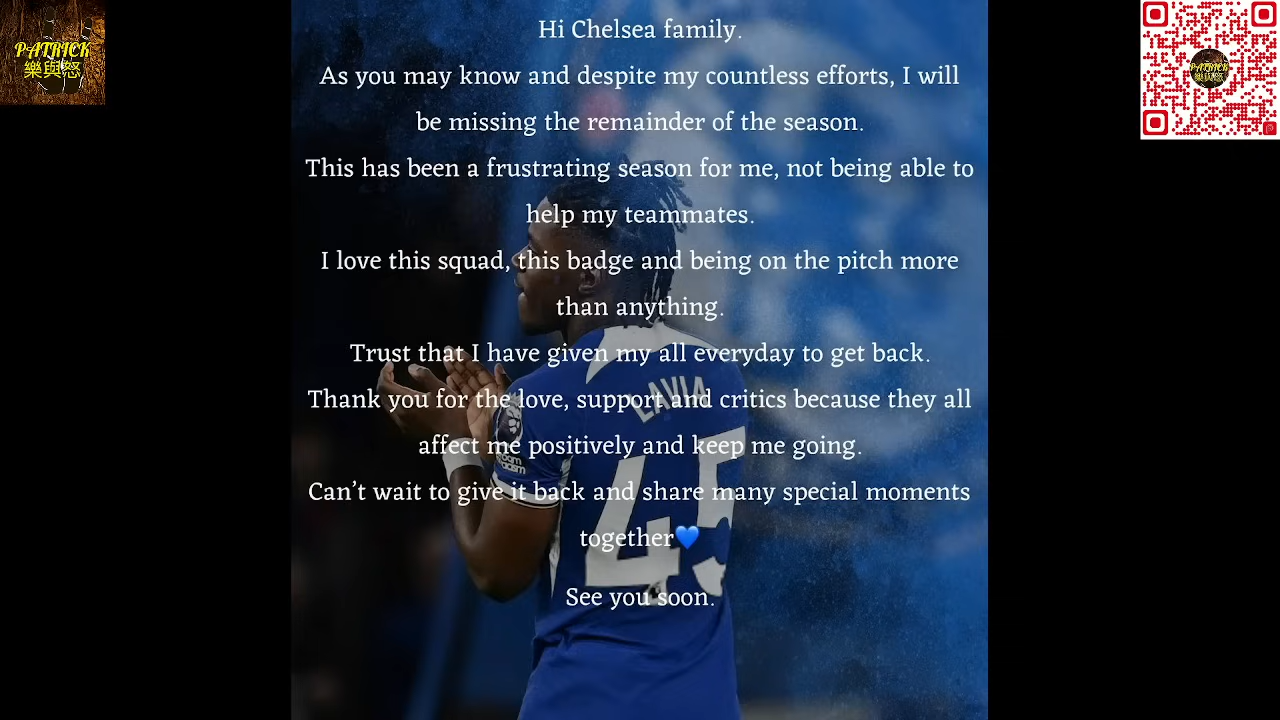 PATRICK
樂與怒
Hi Chelsea family.
As you may know and despite my countless efforts, I will
be missing the remainder of the season.
This has been a frustrating season for me, not being able to
help my teammates.
I love this squad, this badge and being on the pitch more
than anything.
Trust that I have given my all everyday to get back.
Thank you for the love, support and critics because they all
affect me positively and keep me going.
Can’t wait to give it back and share many special moments
together💙
See you soon.
LAVIA
45
PATRICK
樂與怒